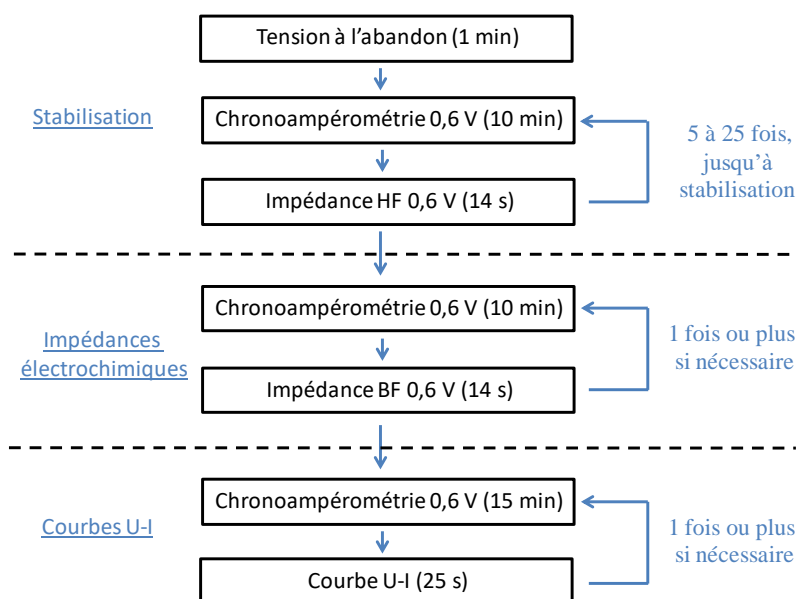 Tension à l'abandon (1 min)
Stabilisation
Chronoampérométrie 0,6 V (10 min)
5 à 25 fois,
jusqu'à
stabilisation
Impédance HF 0,6 V (14 s)
Chronoampérométrie 0,6 V (10 min)
Impédances
électrochimiques
1 fois ou plus
si nécessaire
Impédance BF 0,6 V (14 s)
Chronoampérométrie 0,6 V (15 min)
Courbes U-I
1 fois ou plus
si nécessaire
Courbe U-I (25 s)